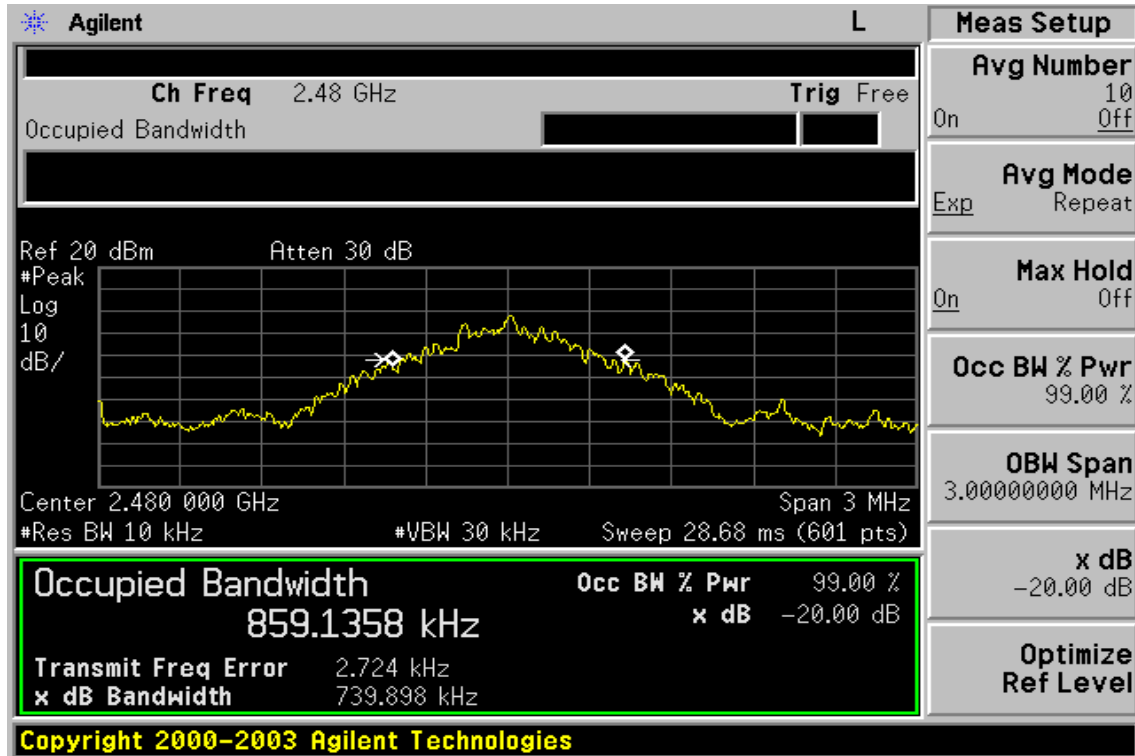 Agilent L Meas Setup
Ch Freq 2.48 GHz Trig Free
Occupied Bandwidth
Ref 20 dBm Atten 30 dB
#Peak
Log
10
dB/
Center 2.480 000 GHz Span 3 MHz
#Res BW 10 kHz #VBW 30 kHz Sweep 28.68 ms (601 pts)
Occupied Bandwidth Occ BW % Pwr 99.00 %
859.1358 kHz x dB -20.00 dB
Transmit Freq Error 2.724 kHz
x dB Bandwidth 739.898 kHz
Avg Number
10
On Off
Avg Mode
Exp Repeat
Max Hold
On Off
Occ BW % Pwr
99.00 %
OBW Span
3.00000000 MHz
x dB
-20.00 dB
Optimize
Ref Level
Copyright 2000-2003 Agilent Technologies